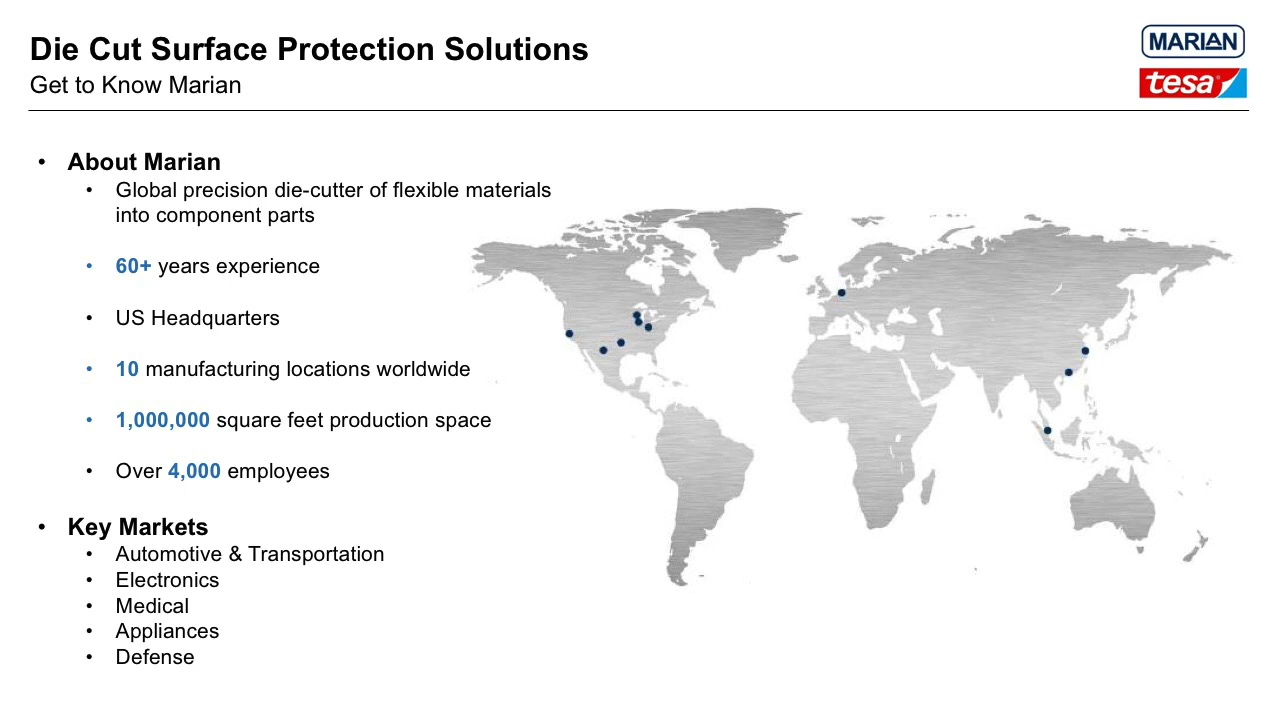 Die Cut Surface Protection Solutions
Get to Know Marian
MARIAN
tesa®
• About Marian
• Global precision die-cutter of flexible materials
into component parts
• 60+ years experience
• US Headquarters
• 10 manufacturing locations worldwide
• 1,000,000 square feet production space
• Over 4,000 employees
• Key Markets
• Automotive & Transportation
• Electronics
• Medical
• Appliances
• Defense